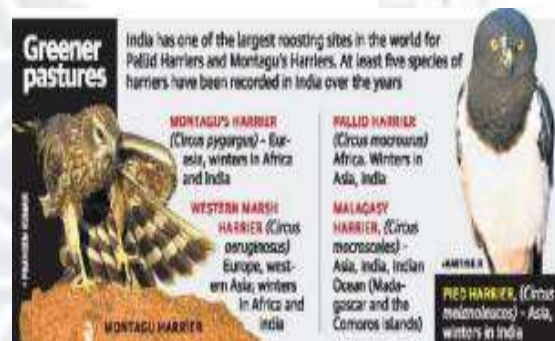 Greener
pastures
India has one of the largest roosting sites in the world for
Pallid Harriers and Montagu's Harriers. At least five species of
harriers have been recorded in India over the years
MONTAGU'S HARRIER
(Circus pygargus) - Eur-
asia, winters in Africa
and India
WESTERN MARSH
HARRIER (Circus
aeruginosus)
Europe, west-
ern Asia; winters
in Africa and
India
PALLID HARRIER
(Circus macrourus)
Africa. Winters in
Asia, India
MALAGASY
HARRIER, (Circus
macrosceles) -
Asia, India, Indian
Ocean (Mada-
gascar and the
Comoros Islands)
MONTAGU HARRIER
PIED HARRIER, (Circus
melanoleucos) - Asia,
winters in India